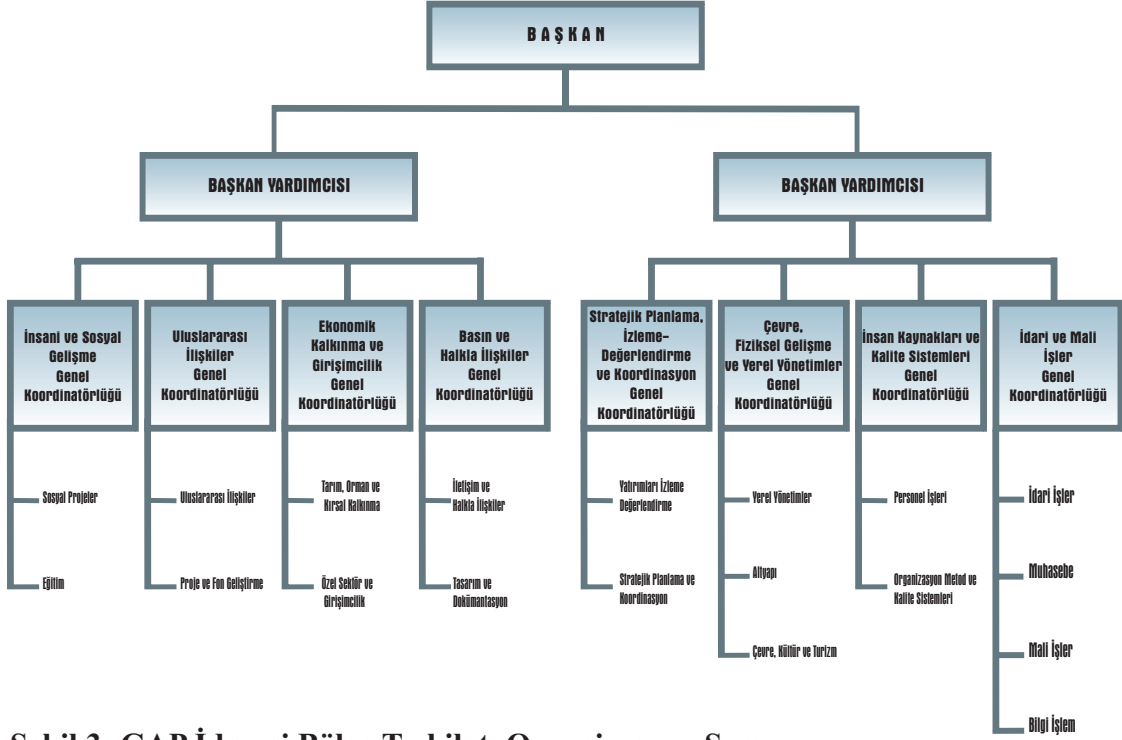 BAŞKAN
BAŞKAN YARDIMCISI
BAŞKAN YARDIMCISI
İnsani ve Sosyal
Gelişme
Genel
Koordinatörlüğü
Uluslararası
İlişkiler
Genel
Koordinatörlüğü
Ekonomik
Kalkınma ve
Girişimcilik
Genel
Koordinatörlüğü
Basın ve
Halkla İlişkiler
Genel
Koordinatörlüğü
Stratejik Planlama,
İzleme-
Değerlendirme
ve Koordinasyon
Genel
Koordinatörlüğü
Çevre,
Fiziksel Gelişme
ve Yerel Yönetimler
Genel
Koordinatörlüğü
İnsan Kaynakları ve
Kalite Sistemleri
Genel
Koordinatörlüğü
İdari ve Mali
İşler
Genel
Koordinatörlüğü
Sosyal Projeler
Eğitim
Uluslararası İlişkiler
Proje ve Fon Geliştirme
Tarım, Orman ve
Kırsal Kalkınma
Özel Sektör ve
Girişimcilik
İletişim ve
Halkla İlişkiler
Tasarım ve
Dokümantasyon
Yatırımları İzleme
Değerlendirme
Stratejik Planlama ve
Koordinasyon
Yerel Yönetimler
Altyapı
Çevre, Kültür ve Turizm
Personel İşleri
Organizasyon Metod ve
Kalite Sistemleri
İdari İşler
Muhasebe
Mali İşler
Bilgi İşlem